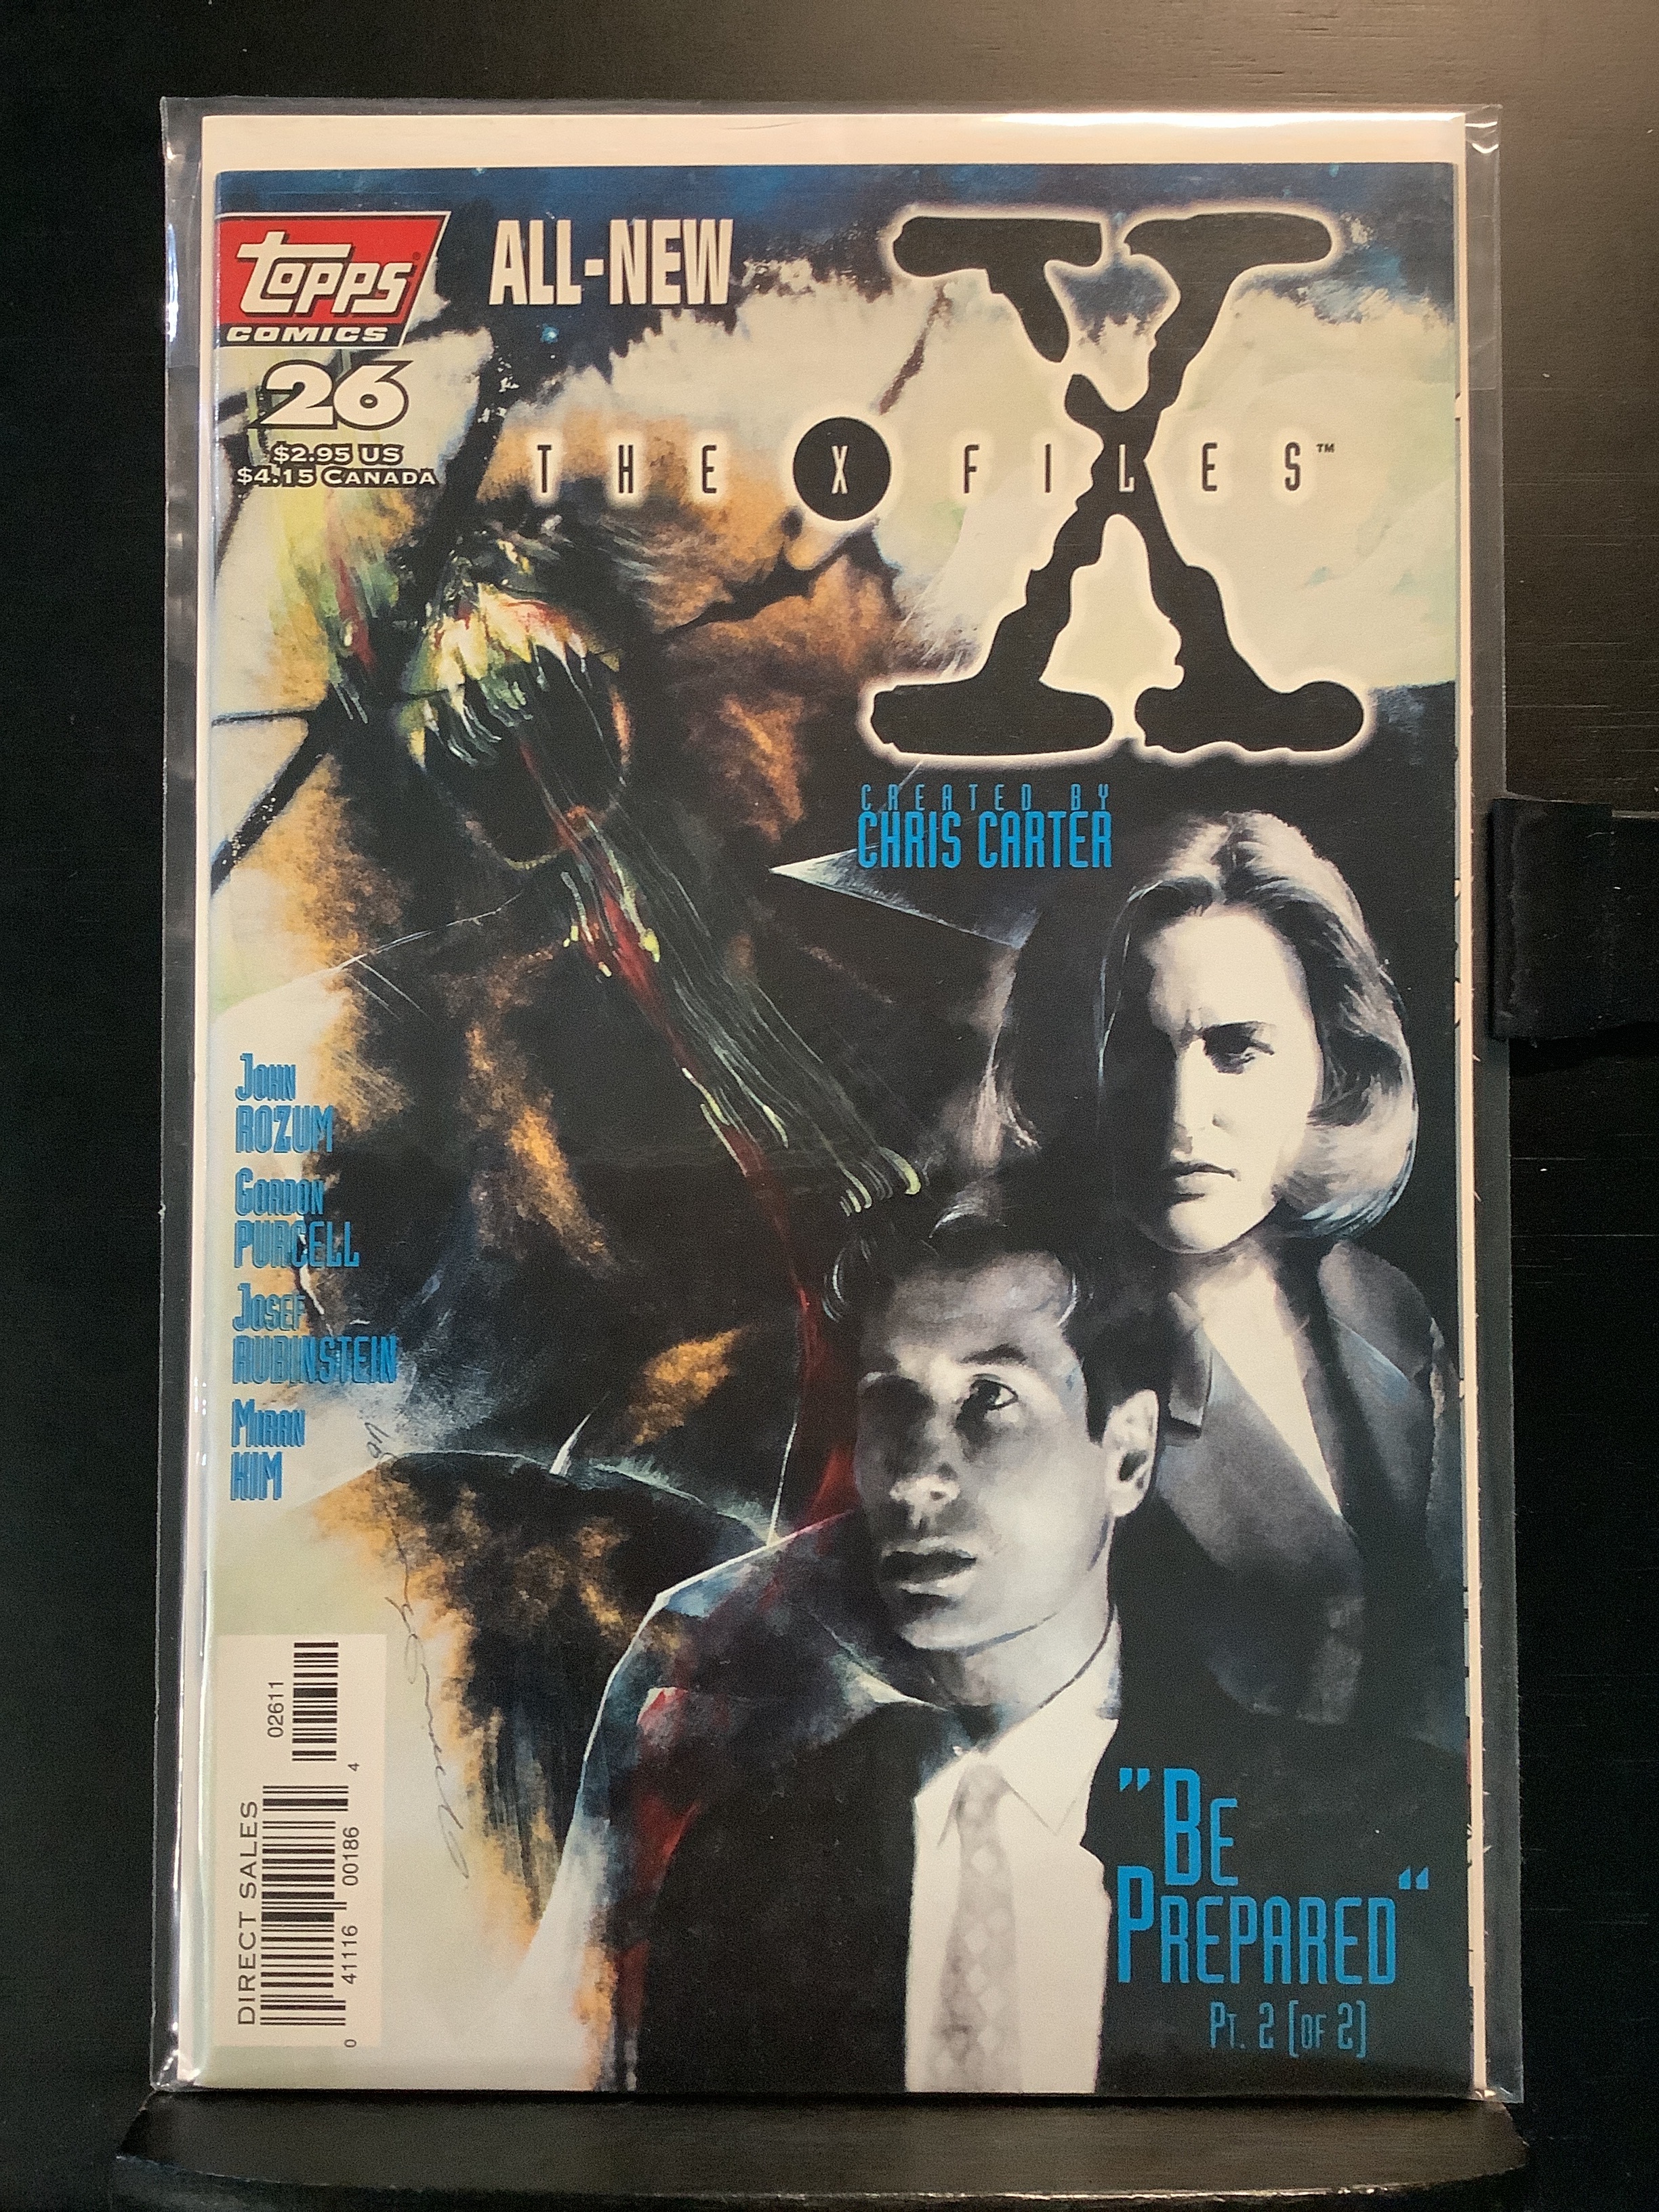 topps®
COMICS
ALL-NEW
26
$2.95 US
$4.15 CANADA
X
THE X FILES™
CREATED BY
CHRIS CARTER
JOHN
ROZUM
GORDON
PURCELL
JOSEF
RUBINSTEIN
MIRAN
KIM
DIRECT SALES
02611
0 41116 00186 4
"BE
PREPARED"
PT. 2 (OF 2)